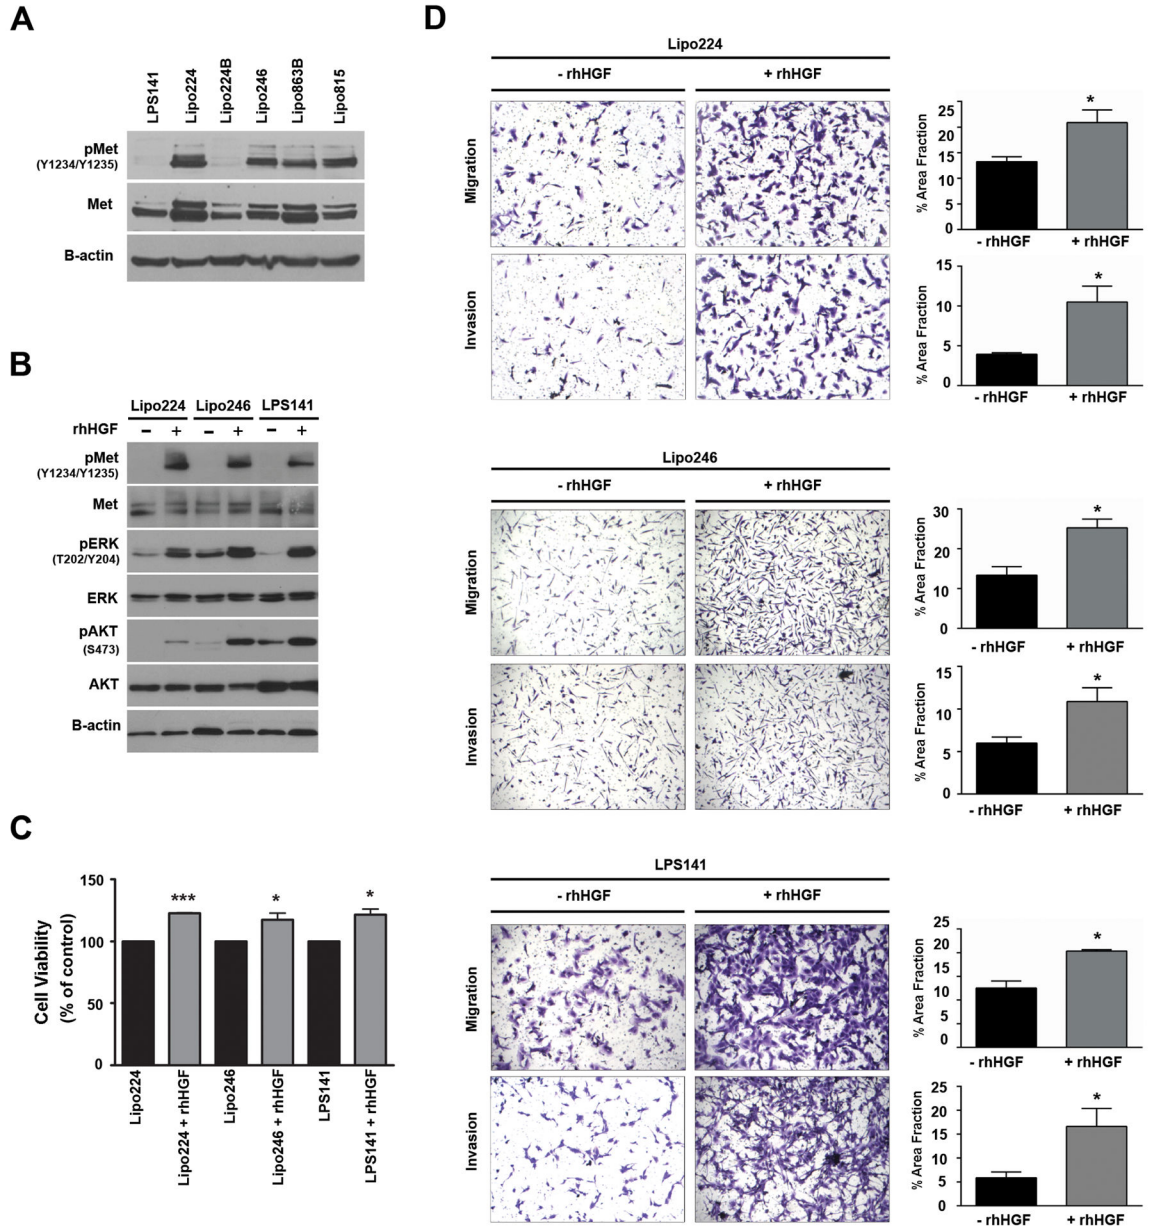 A
LPS141
Lipo224
Lipo224B
Lipo246
Lipo863B
Lipo815
pMet
(Y1234/Y1235)
Met
B-actin
B
Lipo224 Lipo246 LPS141
rhHGF − + − + − +
pMet
(Y1234/Y1235)
Met
pERK
(T202/Y204)
ERK
pAKT
(S473)
AKT
B-actin
C
Cell Viability
(% of control)
150
100
50
0
*** * *
Lipo224
Lipo224 + rhHGF
Lipo246
Lipo246 + rhHGF
LPS141
LPS141 + rhHGF
D
Lipo224
- rhHGF + rhHGF
Migration
% Area Fraction
25
20
15
10
5
0
*
- rhHGF + rhHGF
Invasion
% Area Fraction
15
10
5
0
*
- rhHGF + rhHGF
Lipo246
- rhHGF + rhHGF
Migration
% Area Fraction
30
20
10
0
*
- rhHGF + rhHGF
Invasion
% Area Fraction
15
10
5
0
*
- rhHGF + rhHGF
LPS141
- rhHGF + rhHGF
Migration
% Area Fraction
25
20
15
10
5
0
*
- rhHGF + rhHGF
Invasion
% Area Fraction
25
20
15
10
5
0
*
- rhHGF + rhHGF